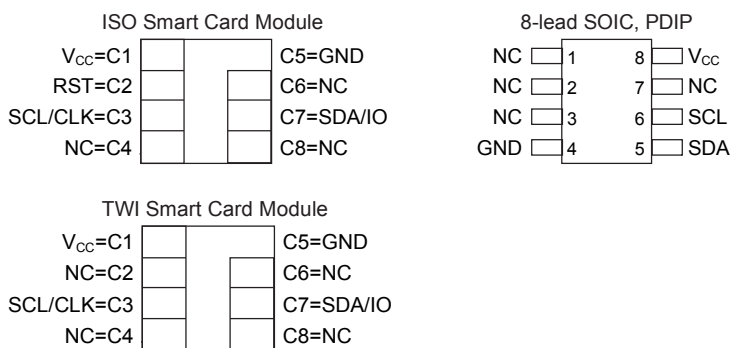 ISO Smart Card Module
VCC=C1 C5=GND
RST=C2 C6=NC
SCL/CLK=C3 C7=SDA/IO
NC=C4 C8=NC
8-lead SOIC, PDIP
NC 1 8 VCC
NC 2 7 NC
NC 3 6 SCL
GND 4 5 SDA
TWI Smart Card Module
VCC=C1 C5=GND
NC=C2 C6=NC
SCL/CLK=C3 C7=SDA/IO
NC=C4 C8=NC